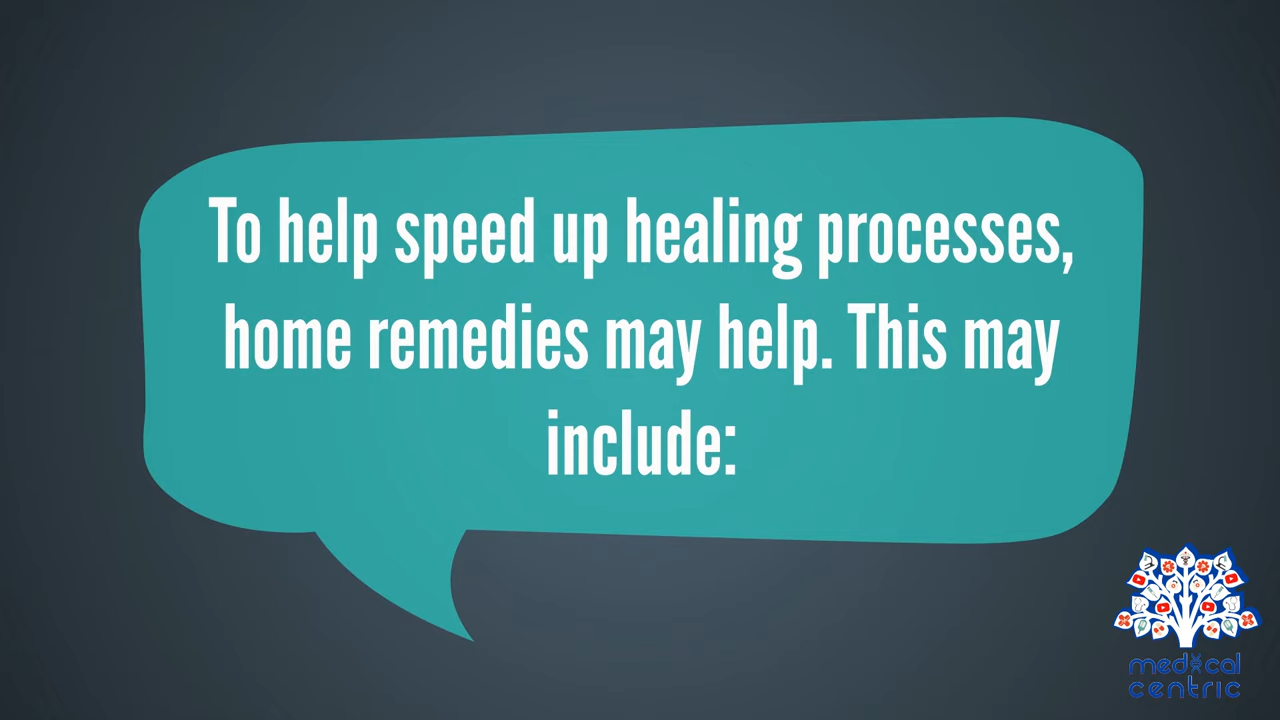 To help speed up healing processes,
home remedies may help. This may
include:
medical
centric